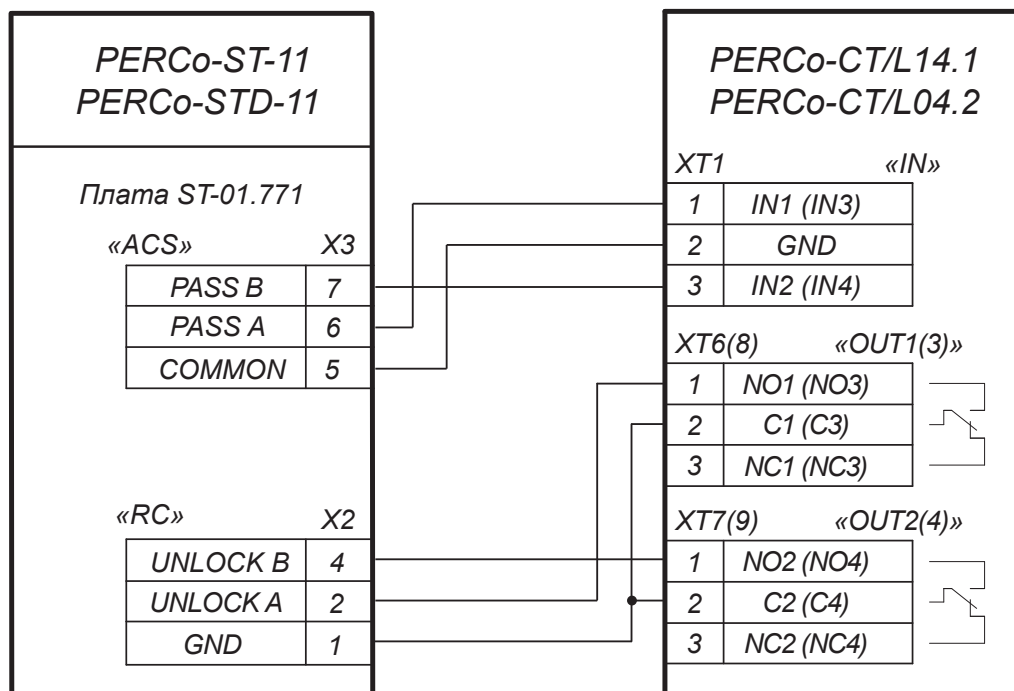 PERCo-ST-11
PERCo-STD-11
Плата ST-01.771
«ACS» X3
PASS B 7
PASS A 6
COMMON 5
«RC» X2
UNLOCK B 4
UNLOCK A 2
GND 1
PERCo-CT/L14.1
PERCo-CT/L04.2
XT1 «IN»
1 IN1 (IN3)
2 GND
3 IN2 (IN4)
XT6(8) «OUT1(3)»
1 NO1 (NO3)
2 C1 (C3)
3 NC1 (NC3)
XT7(9) «OUT2(4)»
1 NO2 (NO4)
2 C2 (C4)
3 NC2 (NC4)